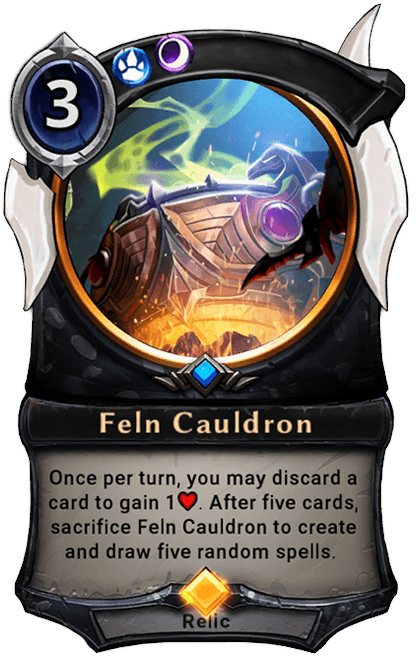 3
Feln Cauldron
Once per turn, you may discard a
card to gain 1❤. After five cards,
sacrifice Feln Cauldron to create
and draw five random spells.
Relic